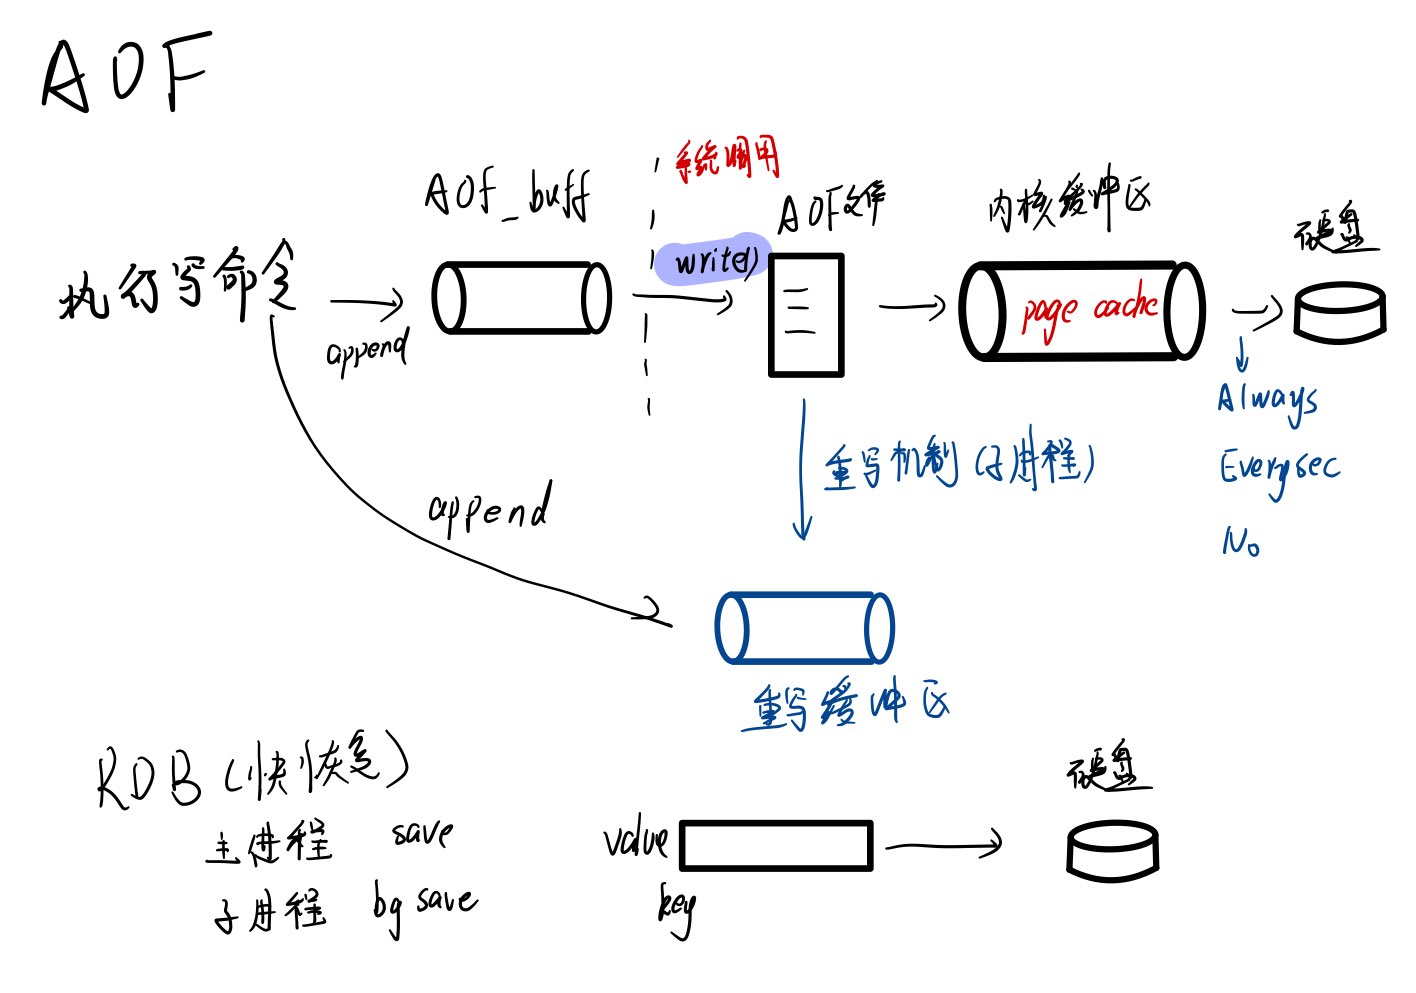 AOF
系统调用
AOF_buff
write()
AOF文件
内核缓冲区
硬盘
执行写命令
append
page cache
Always
Everysec
No
重写机制(子进程)
append
重写缓冲区
RDB(快恢复)
主进程 save
子进程 bg save
value
key
硬盘